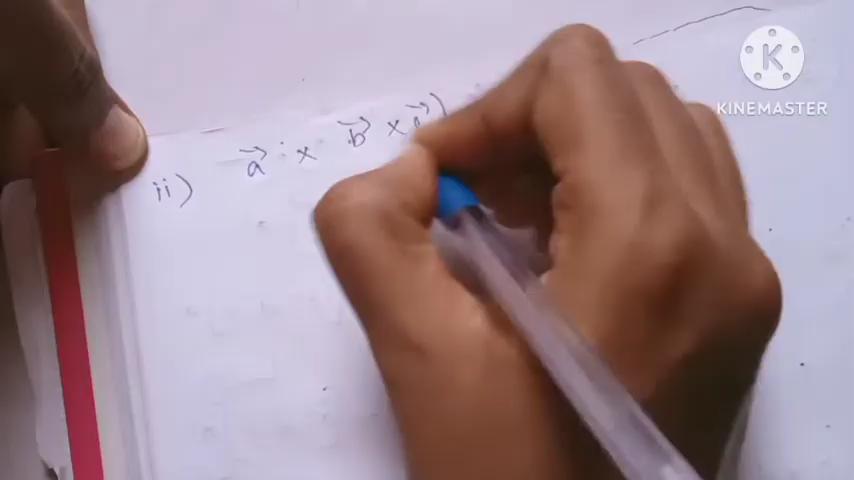 KINEMASTER
ii) a⃗ × b⃗ ×